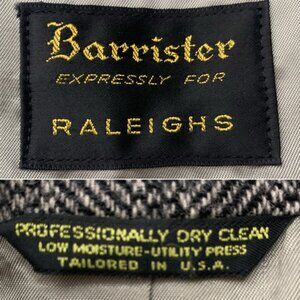 Barrister
EXPRESSLY FOR
RALEIGHS
PROFESSIONALLY DRY CLEAN
LOW MOISTURE-UTILITY PRESS
TAILORED IN U.S.A.